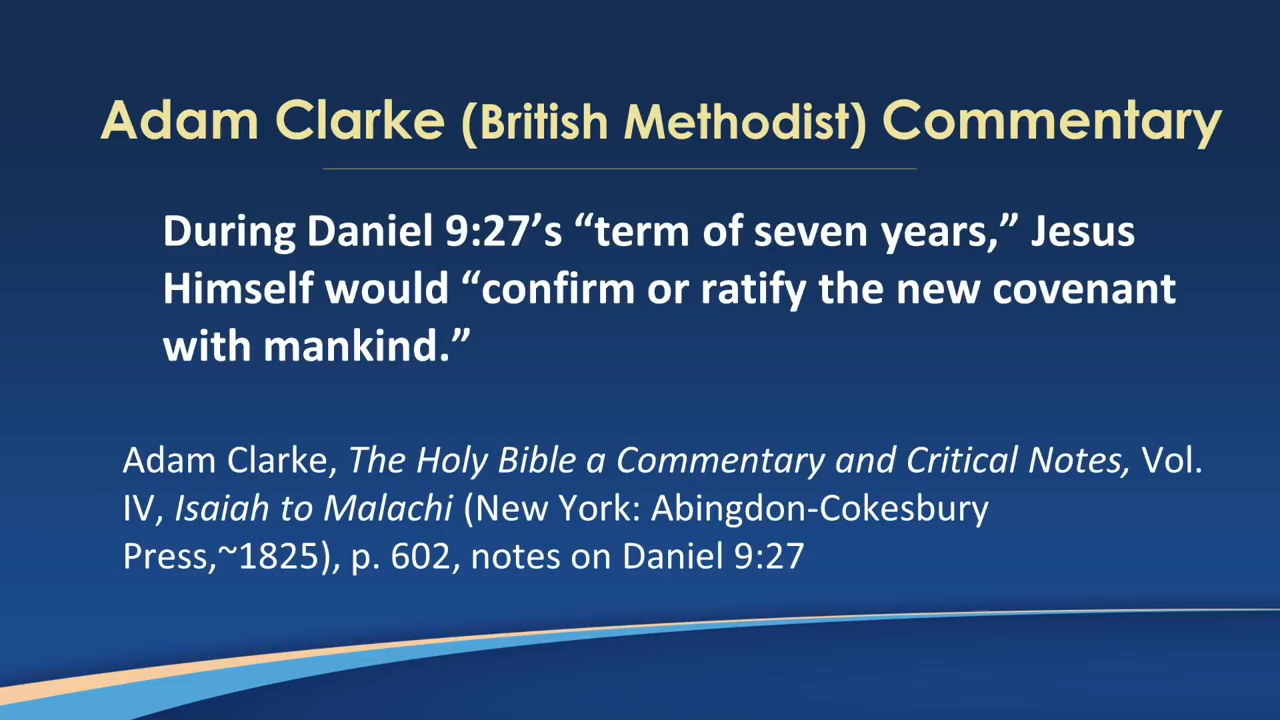 Adam Clarke (British Methodist) Commentary
During Daniel 9:27’s “term of seven years,” Jesus
Himself would “confirm or ratify the new covenant
with mankind.”
Adam Clarke, The Holy Bible a Commentary and Critical Notes, Vol.
IV, Isaiah to Malachi (New York: Abingdon-Cokesbury
Press,~1825), p. 602, notes on Daniel 9:27